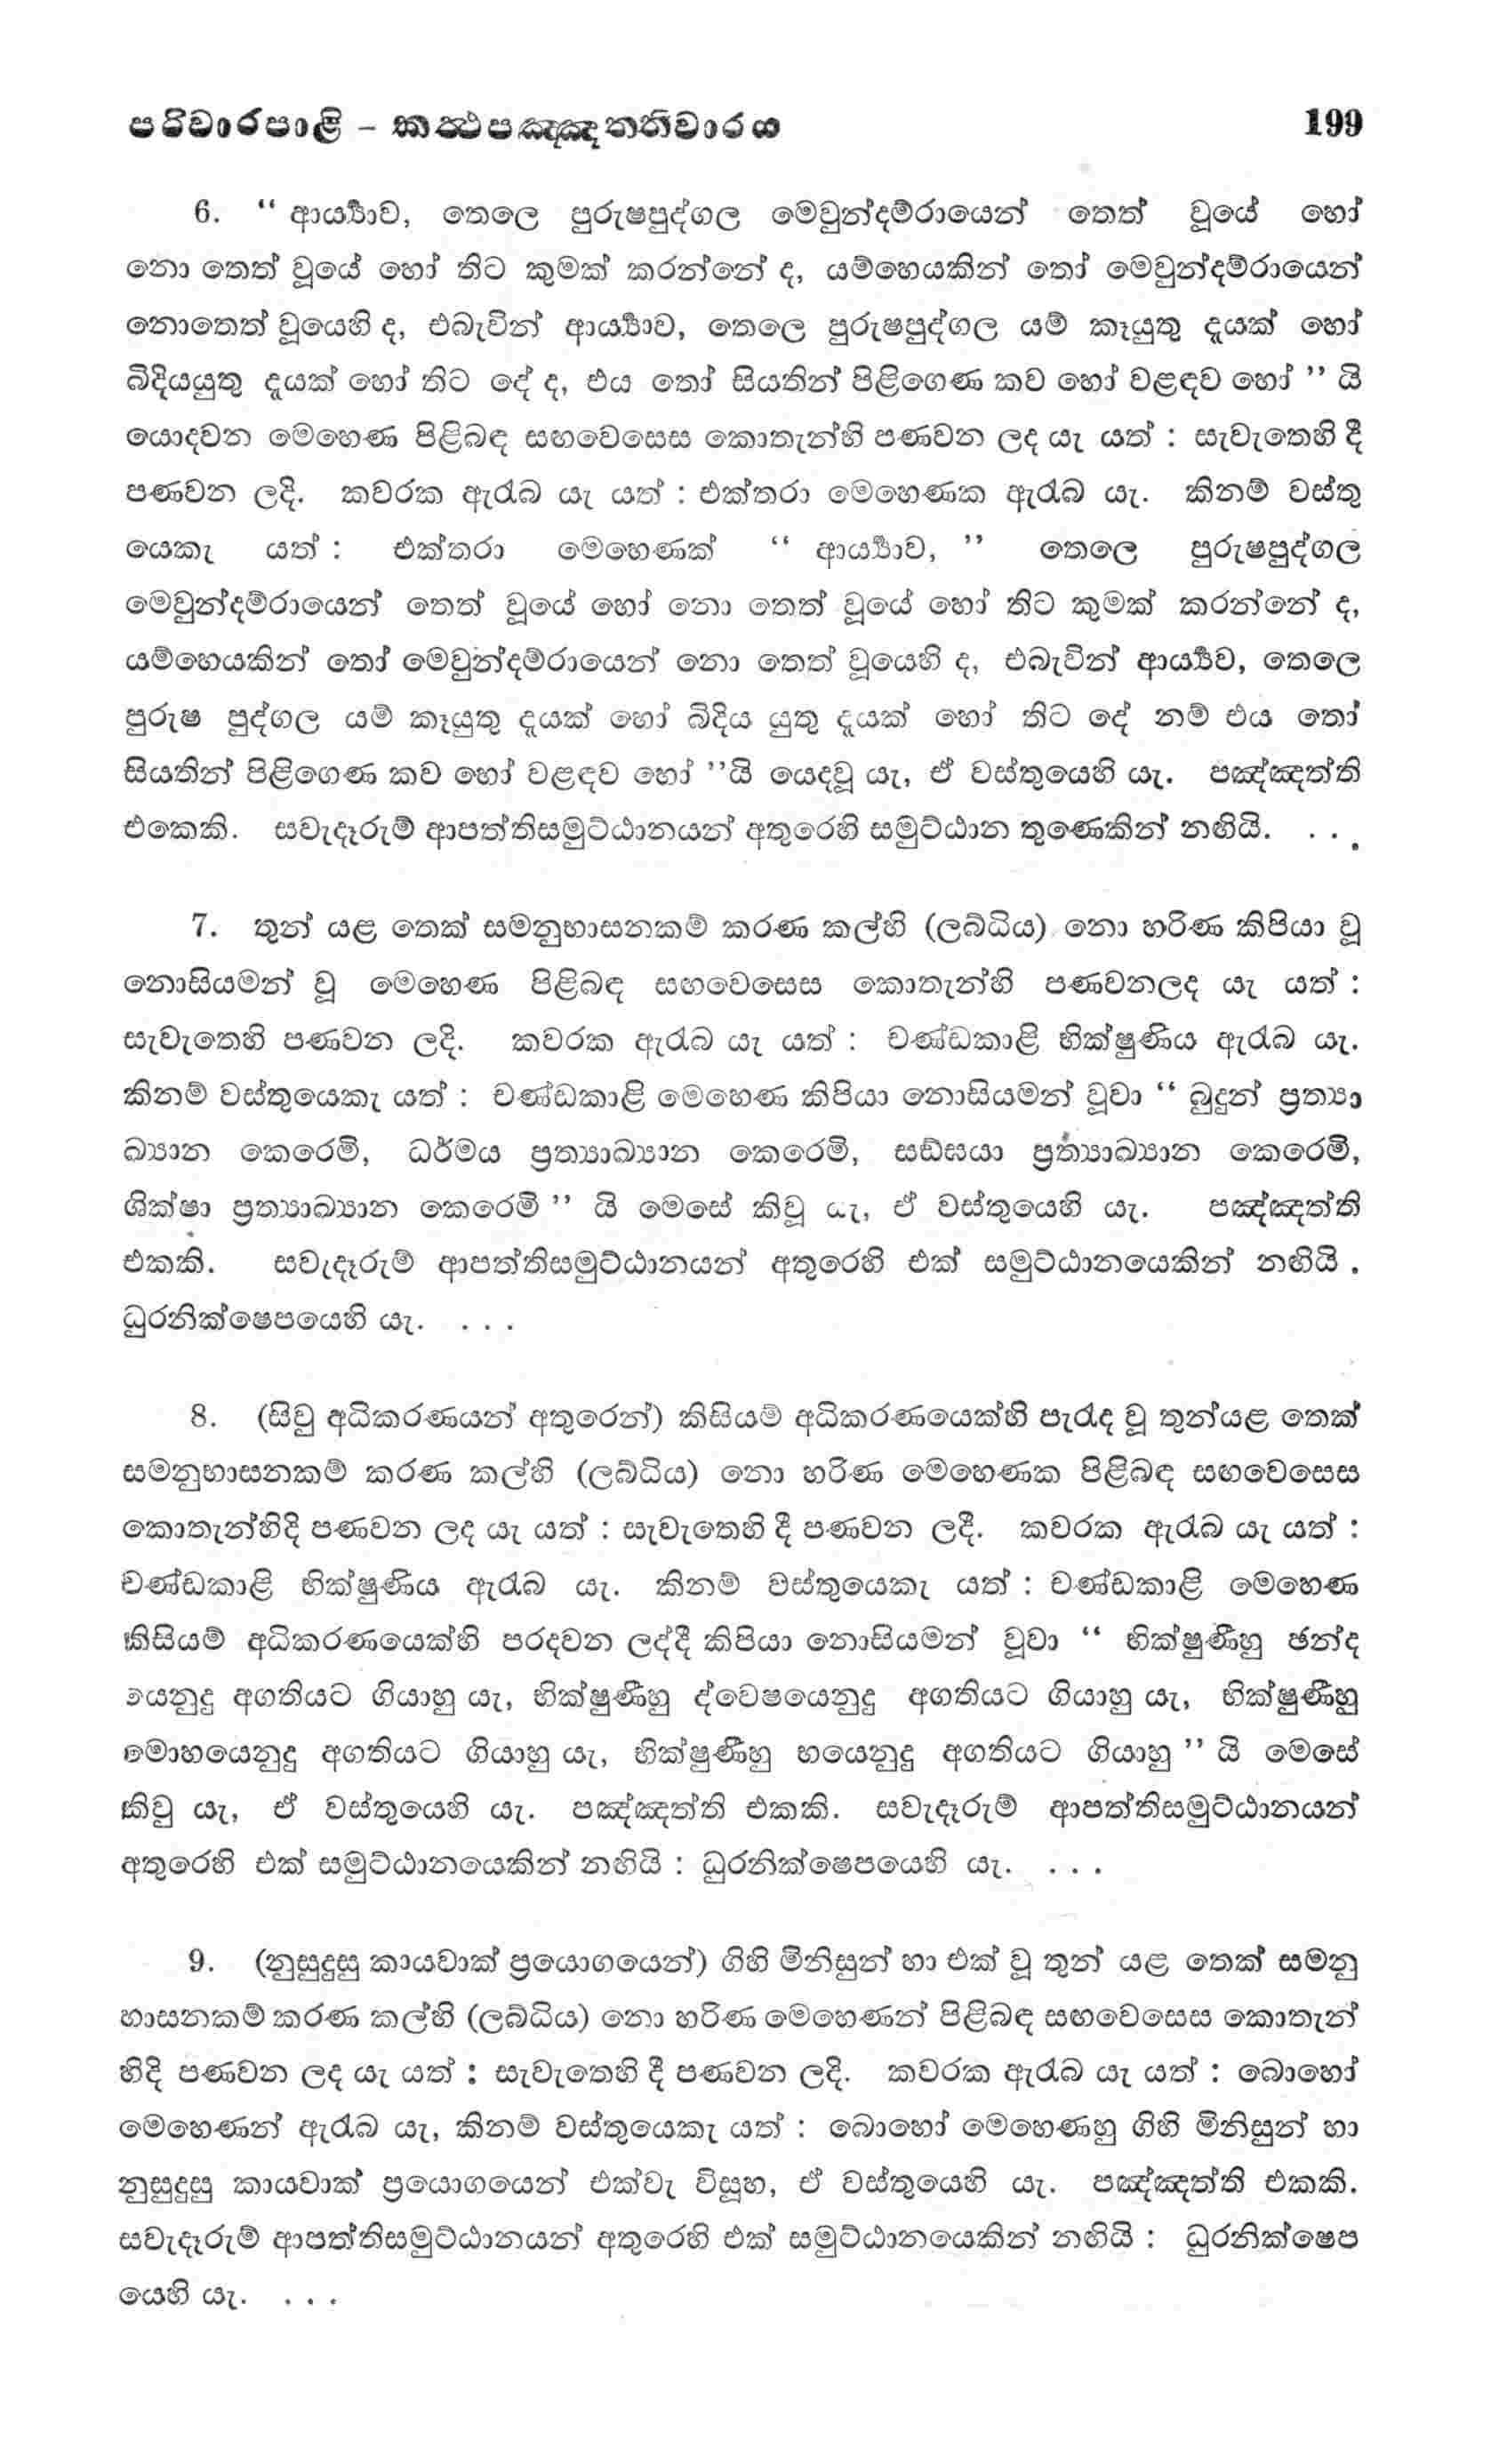 පරිවාරපාළි – කත්‍ථපඤ්ඤත්තිවාරය 199
6. “ ආර්‍ය්‍යාව, තෙලෙ පුරුෂපුද්ගල මෙවුන්දම්රායෙන් තෙත් වූයේ හෝ
නො තෙත් වූයේ හෝ තිට කුමක් කරන්නේ ද, යම්හෙයකින් තෝ මෙවුන්දම්රායෙන්
නොතෙත් වූයෙහි ද, එබැවින් ආර්‍ය්‍යාව, තෙලෙ පුරුෂපුද්ගල යම් කෑයුතු දෑයක් හෝ
බිදියයුතු දෑයක් හෝ තිට දේ ද, එය තෝ සියතින් පිළිගෙණ කව හෝ වළඳව හෝ ” යි
යොදවන මෙහෙණ පිළිබඳ සඟවෙසෙස කොතැන්හි පණවන ලද යැ යත් : සැවැතෙහි දී
පණවන ලදි. කවරක ඇරැබ යැ යත් : එක්තරා මෙහෙණක ඇරැබ යැ. කිනම් වස්තු
යෙකැ යත් : එක්තරා මෙහෙණක් “ ආර්‍ය්‍යාව, ” තෙලෙ පුරුෂපුද්ගල
මෙවුන්දම්රායෙන් තෙත් වූයේ හෝ නො තෙත් වූයේ හෝ තිට කුමක් කරන්නේ ද,
යම්හෙයකින් තෝ මෙවුන්දම්රායෙන් නො තෙත් වූයෙහි ද, එබැවින් ආර්‍ය්‍යව, තෙලෙ
පුරුෂ පුද්ගල යම් කෑයුතු දෑයක් හෝ බිදිය යුතු දෑයක් හෝ තිට දේ නම් එය තෝ
සියතින් පිළිගෙණ කව හෝ වළඳව හෝ ”යි යෙදවූ යැ, ඒ වස්තුයෙහි යැ. පඤ්ඤත්ති
එකෙකි. සවැදෑරුම් ආපත්තිසමුට්ඨානයන් අතුරෙහි සමුට්ඨාන තුණෙකින් නඟියි. . . .
7. තුන් යළ තෙක් සමනුභාසනකම් කරණ කල්හි (ලබ්ධිය) නො හරිණ කිපියා වූ
නොසියමන් වූ මෙහෙණ පිළිබඳ සඟවෙසෙස කොතැන්හි පණවනලද යැ යත් :
සැවැතෙහි පණවන ලදි. කවරක ඇරැබ යැ යත් : චණ්ඩකාළි භික්ෂුණිය ඇරැබ යැ.
කිනම් වස්තුයෙකැ යත් : චණ්ඩකාළි මෙහෙණ කිපියා නොසියමන් වූවා “ බුදුන් ප්‍රත්‍යා
ඛ්‍යාන කෙරෙමි, ධර්මය ප්‍රත්‍යාඛ්‍යාන කෙරෙමි, සඞ්ඝයා ප්‍රත්‍යාඛ්‍යාන කෙරෙමි,
ශික්ෂා ප්‍රත්‍යාඛ්‍යාන කෙරෙමි ” යි මෙසේ කිවූ යැ, ඒ වස්තුයෙහි යැ. පඤ්ඤත්ති
එකකි. සවැදෑරුම් ආපත්තිසමුට්ඨානයන් අතුරෙහි එක් සමුට්ඨානයෙකින් නඟියි .
ධුරනික්ෂෙපයෙහි යැ. . . .
8. (සිවු අධිකරණයන් අතුරෙන්) කිසියම් අධිකරණයෙක්හි පැරැද වූ තුන්යළ තෙක්
සමනුභාසනකම් කරණ කල්හි (ලබ්ධිය) නො හරිණ මෙහෙණක පිළිබඳ සඟවෙසෙස
කොතැන්හිදි පණවන ලද යැ යත් : සැවැතෙහි දී පණවන ලදී. කවරක ඇරැබ යැ යත් :
චණ්ඩකාළි භික්ෂුණිය ඇරැබ යැ. කිනම් වස්තුයෙකැ යත් : චණ්ඩකාළි මෙහෙණ
කිසියම් අධිකරණයෙක්හි පරදවන ලද්දී කිපියා නොසියමන් වූවා “ භික්ෂුණීහු ඡන්ද
යෙනුදු අගතියට ගියාහු යැ, භික්ෂුණීහු ද්වෙෂයෙනුදු අගතියට ගියාහු යැ, භික්ෂුණීහු
මොහයෙනුදු අගතියට ගියාහු යැ, භික්ෂුණීහු භයෙනුදු අගතියට ගියාහු ” යි මෙසේ
කිවු යැ, ඒ වස්තුයෙහි යැ. පඤ්ඤත්ති එකකි. සවැදෑරුම් ආපත්තිසමුට්ඨානයන්
අතුරෙහි එක් සමුට්ඨානයෙකින් නඟියි : ධුරනික්ෂෙපයෙහි යැ. . . .
9. (නුසුදුසු කායවාක් ප්‍රයොගයෙන්) ගිහි මිනිසුන් හා එක් වූ තුන් යළ තෙක් සමනු
භාසනකම් කරණ කල්හි (ලබ්ධිය) නො හරිණ මෙහෙණන් පිළිබඳ සඟවෙසෙස කොතැන්
හිදි පණවන ලද යැ යත් : සැවැතෙහි දී පණවන ලදි. කවරක ඇරැබ යැ යත් : බොහෝ
මෙහෙණන් ඇරැබ යැ, කිනම් වස්තුයෙකැ යත් : බොහෝ මෙහෙණහු ගිහි මිනිසුන් හා
නුසුදුසු කායවාක් ප්‍රයොගයෙන් එක්වැ විසූහ, ඒ වස්තුයෙහි යැ. පඤ්ඤත්ති එකකි.
සවැදෑරුම් ආපත්තිසමුට්ඨානයන් අතුරෙහි එක් සමුට්ඨානයෙකින් නඟියි : ධුරනික්ෂෙප
යෙහි යැ. . . .